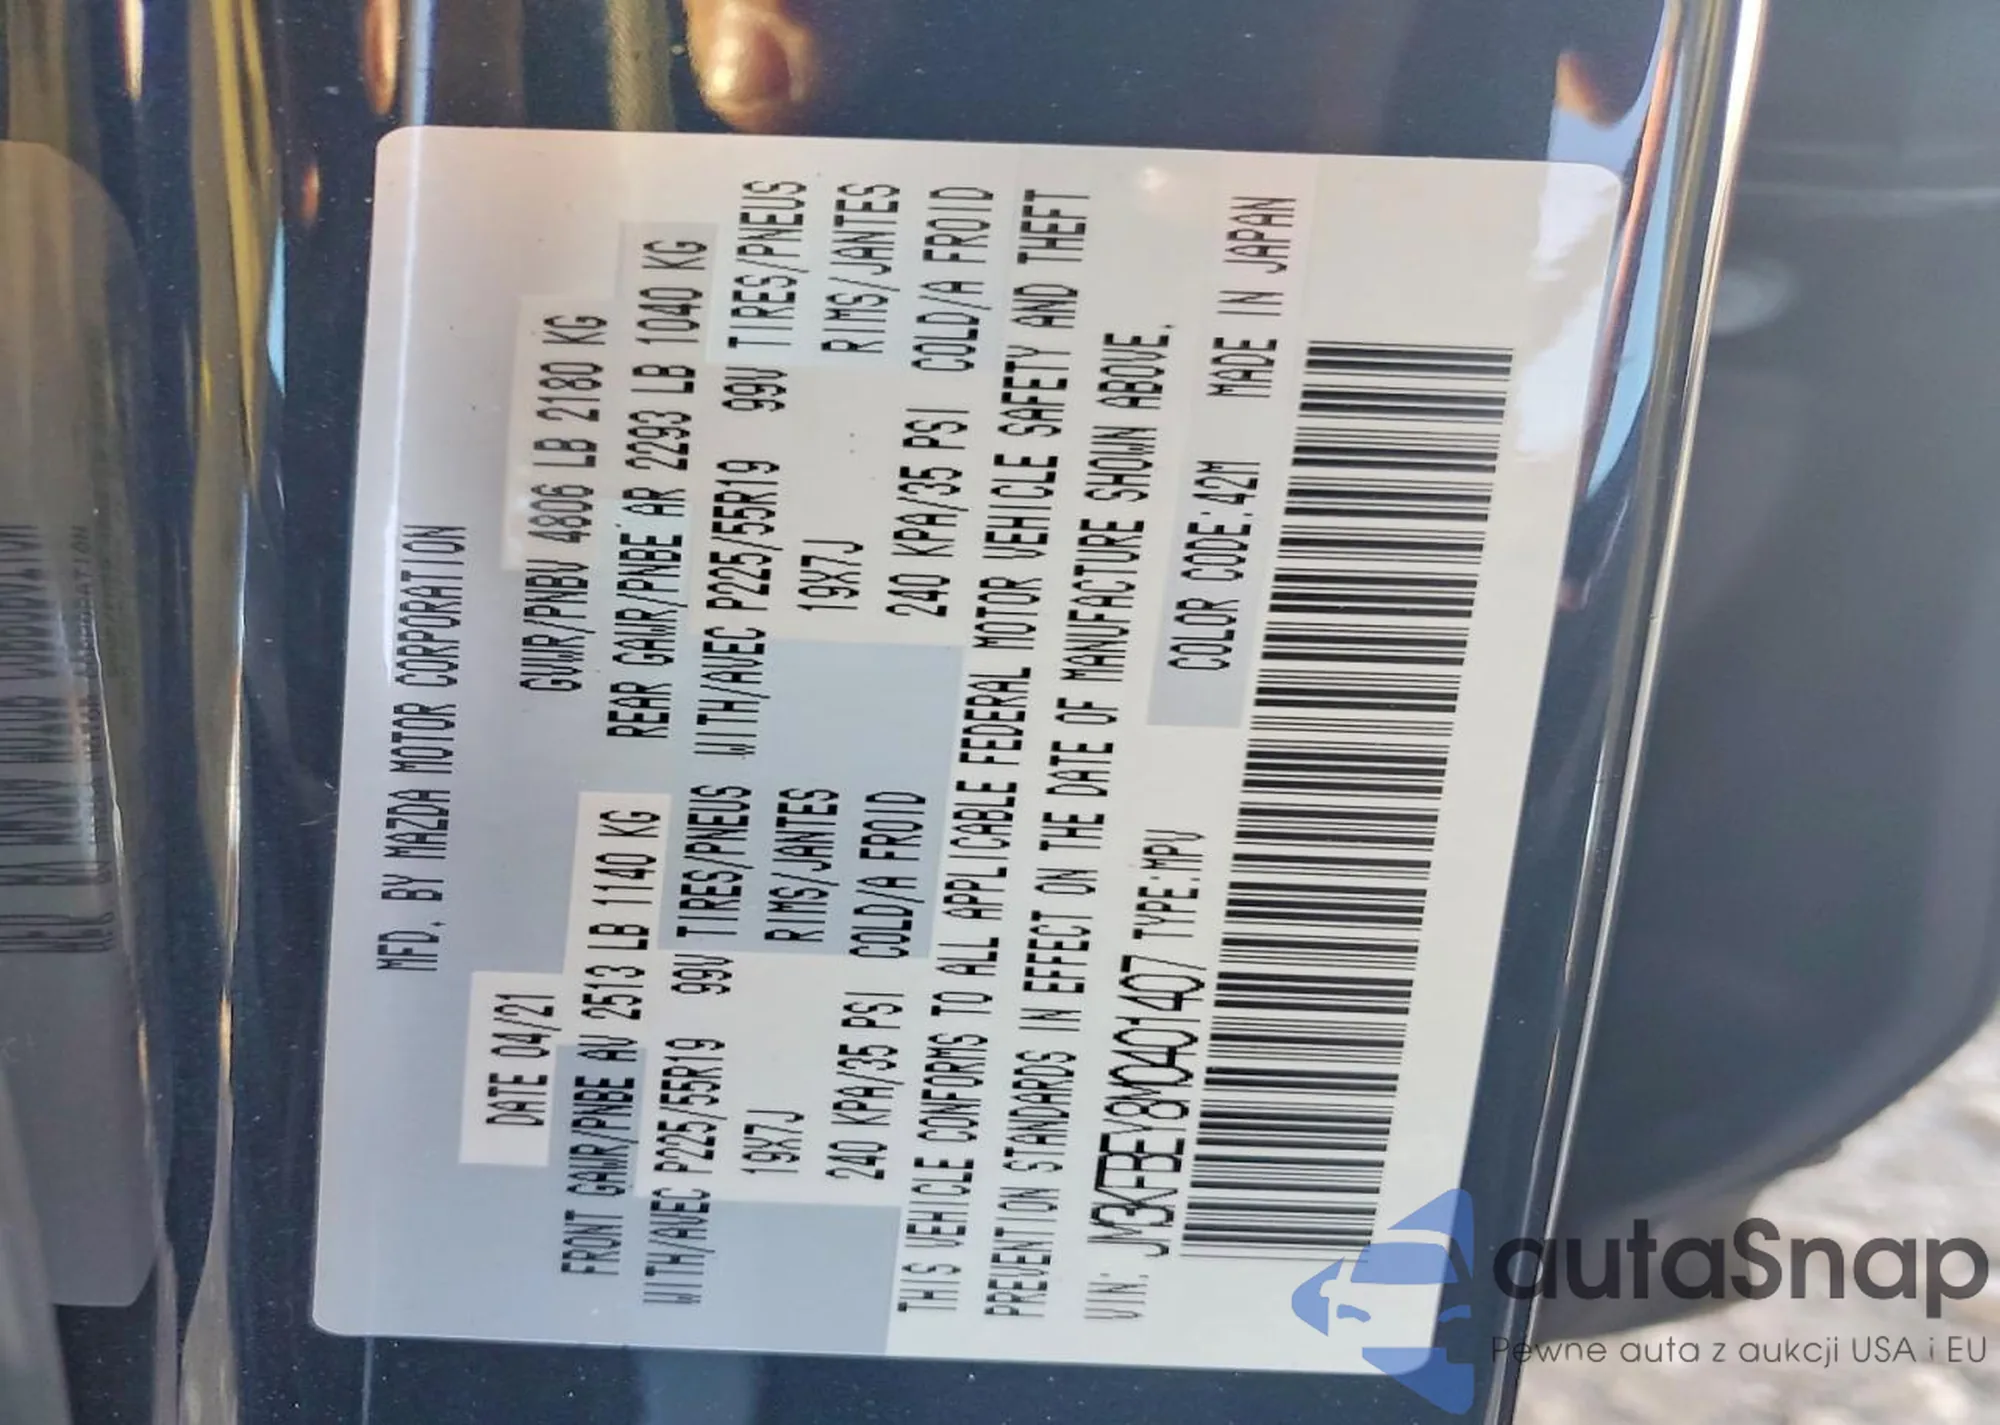 MFD. BY MAZDA MOTOR CORPORATION
DATE 04/21 GVWR/PNBV 4806 LB 2180 KG
FRONT GAWR/PNBE AV 2513 LB 1140 KG REAR GAWR/PNBE AR 2293 LB 1040 KG
WITH/AVEC P225/55R19 99V TIRES/PNEUS WITH/AVEC P225/55R19 99V TIRES/PNEUS
19X7J RIMS/JANTES 19X7J RIMS/JANTES
240 KPA/35 PSI COLD/A FROID 240 KPA/35 PSI COLD/A FROID
THIS VEHICLE CONFORMS TO ALL APPLICABLE FEDERAL MOTOR VEHICLE SAFETY AND THEFT
PREVENTION STANDARDS IN EFFECT ON THE DATE OF MANUFACTURE SHOWN ABOVE.
VIN: JM3KFBEY8M0401407 TYPE:MPV COLOR CODE:42M MADE IN JAPAN
autaSnap
Pewne auta z aukcji USA i EU